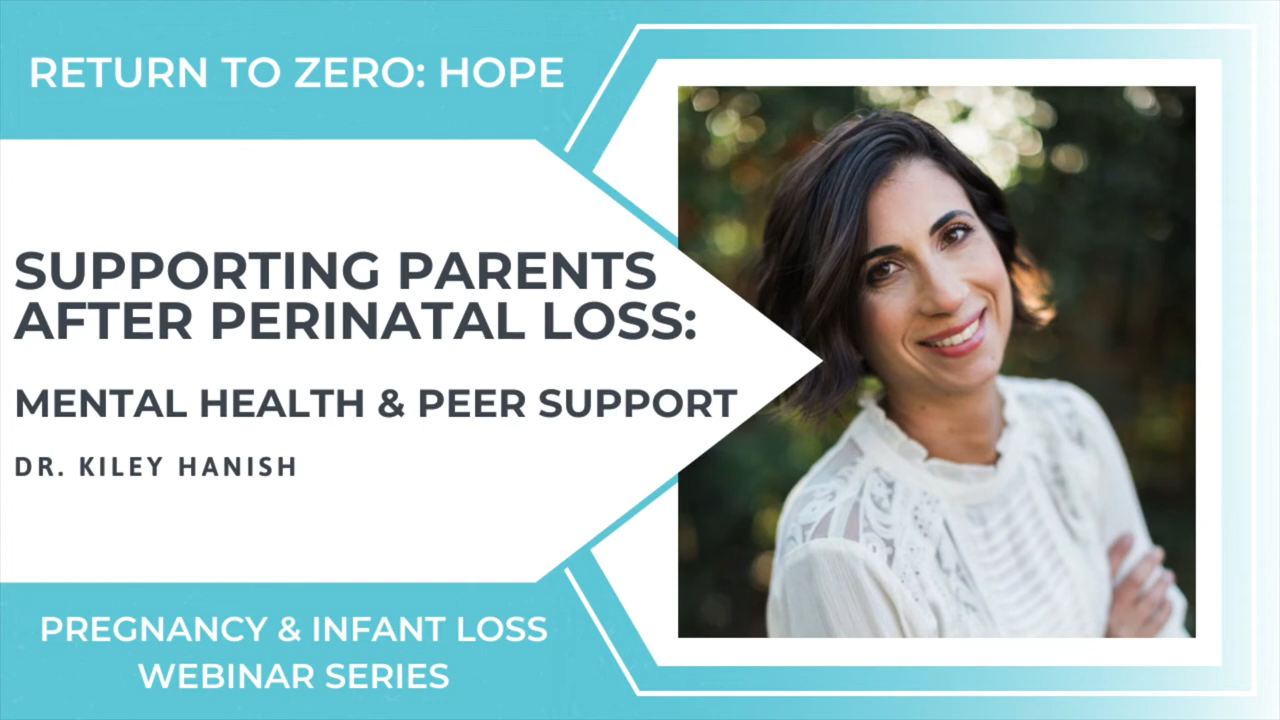 RETURN TO ZERO: HOPE
SUPPORTING PARENTS
AFTER PERINATAL LOSS:
MENTAL HEALTH & PEER SUPPORT
DR. KILEY HANISH
PREGNANCY & INFANT LOSS
WEBINAR SERIES